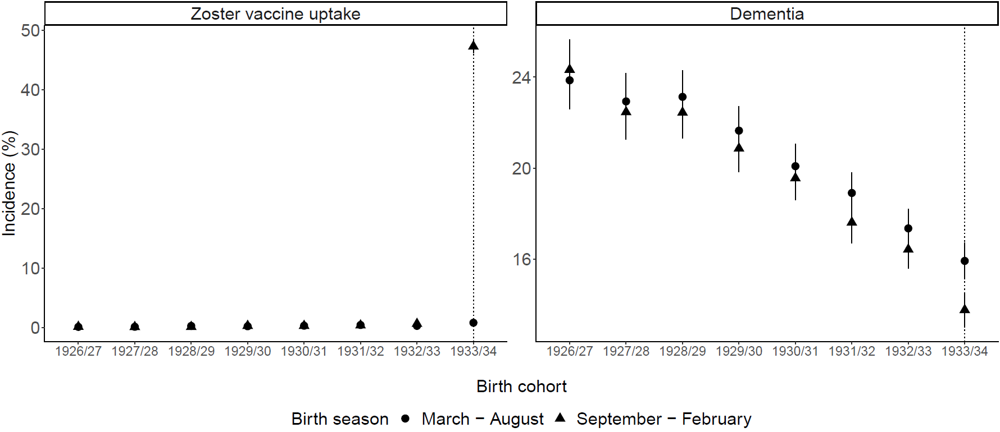 Zoster vaccine uptake
Dementia
Incidence (%)
50
40
30
20
10
0
24
20
16
1926/27 1927/28 1928/29 1929/30 1930/31 1931/32 1932/33 1933/34
1926/27 1927/28 1928/29 1929/30 1930/31 1931/32 1932/33 1933/34
Birth cohort
Birth season March − August September − February